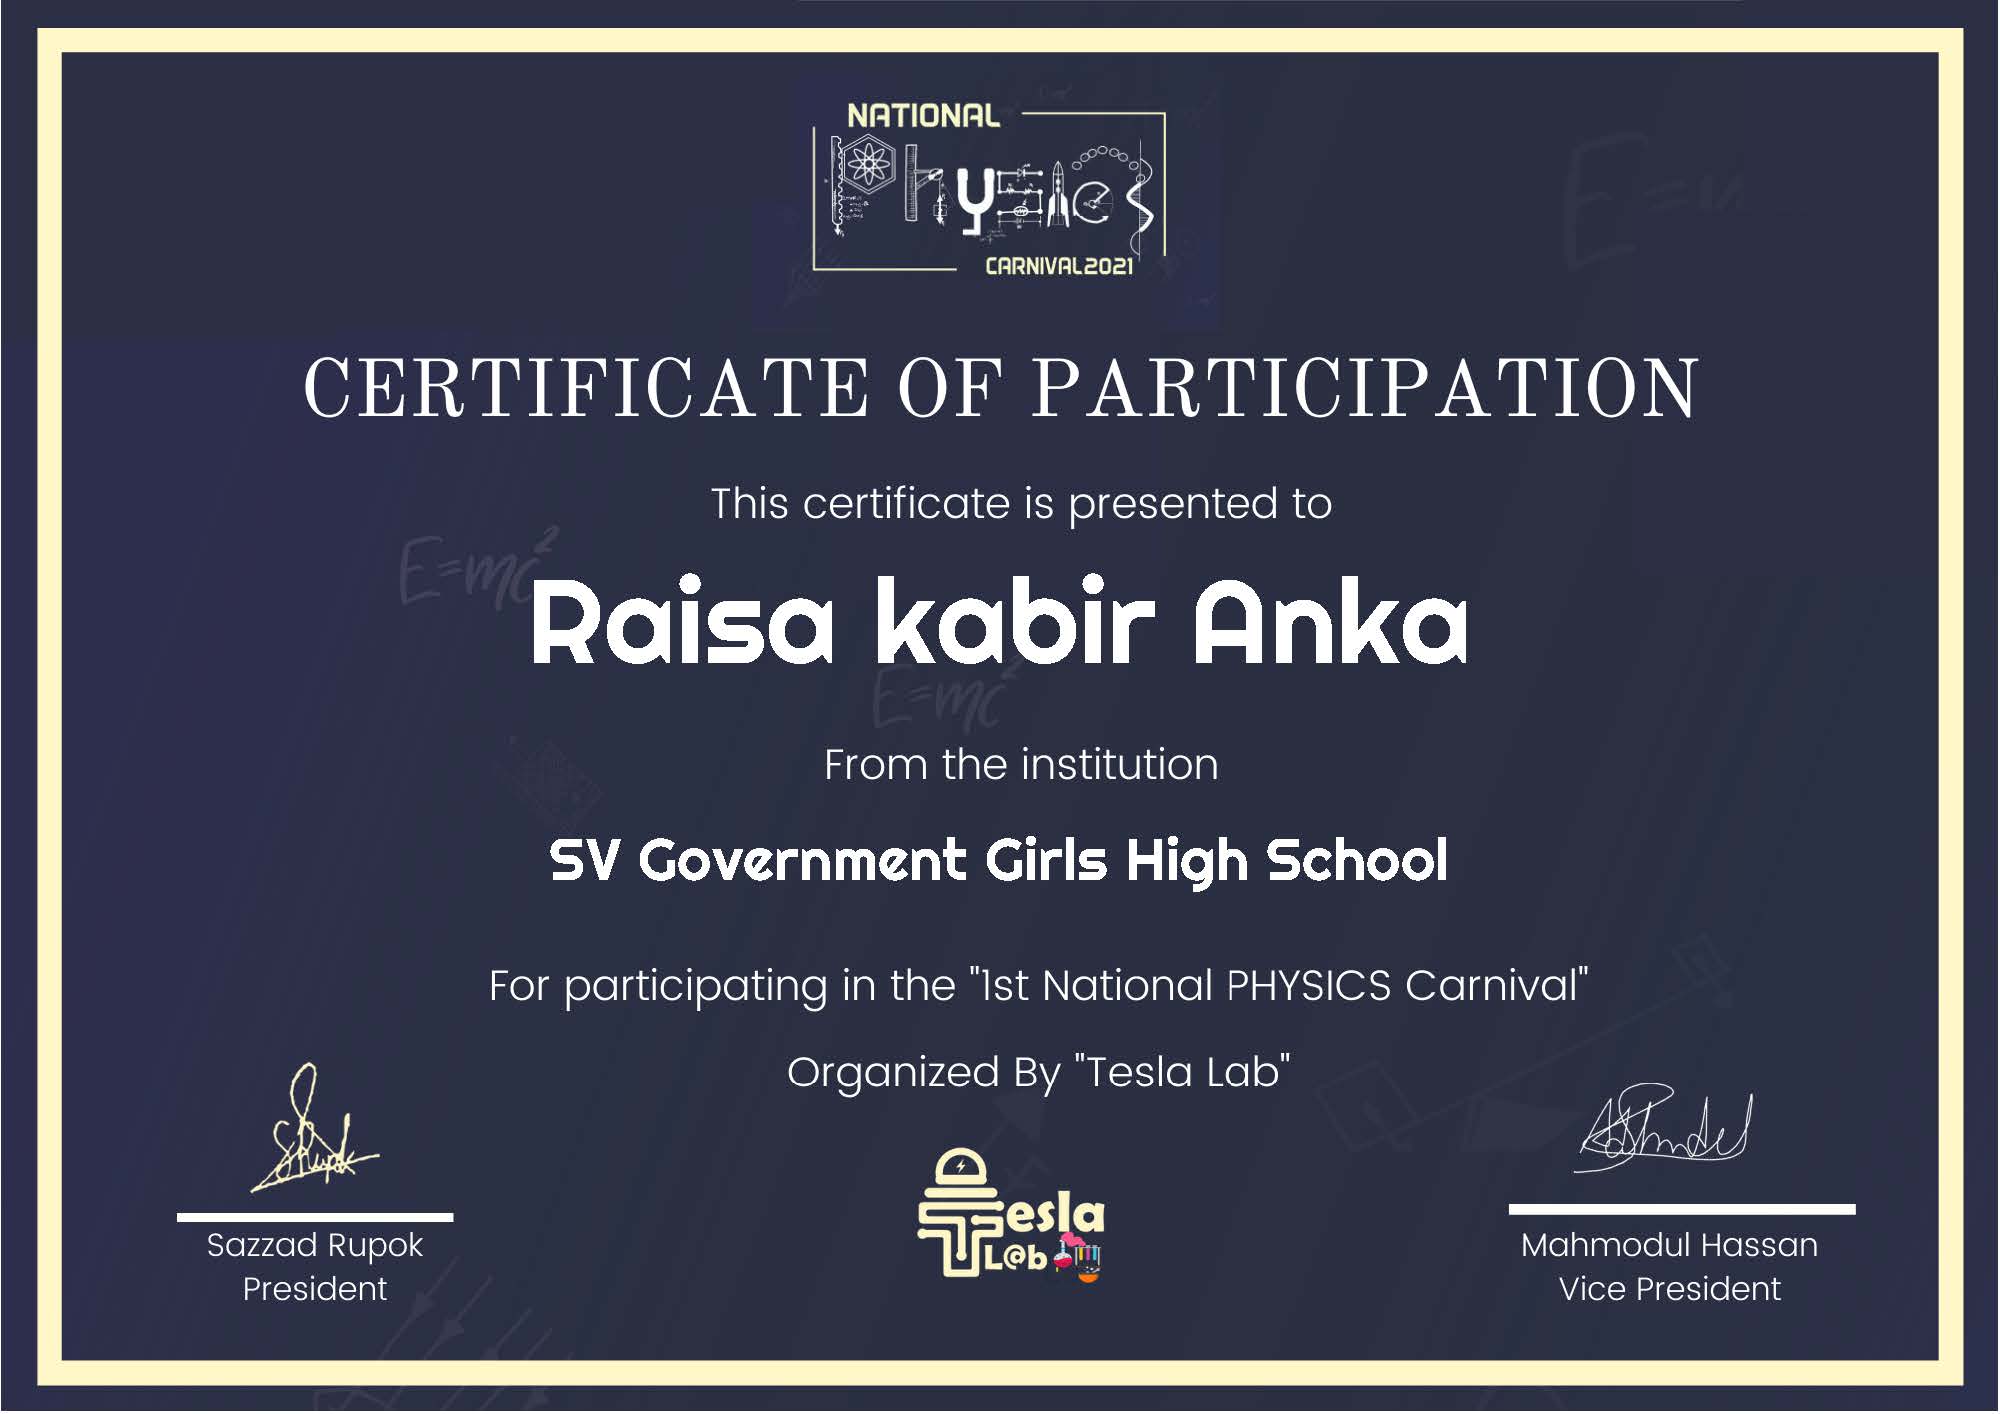 NATIONAL
Physics
CARNIVAL2021
CERTIFICATE OF PARTICIPATION
This certificate is presented to
E=mc²
Raisa kabir Anka
E=mc²
From the institution
SV Government Girls High School
For participating in the "1st National PHYSICS Carnival"
Organized By "Tesla Lab"
Tesla
L@b
Sazzad Rupok
President
Mahmodul Hassan
Vice President